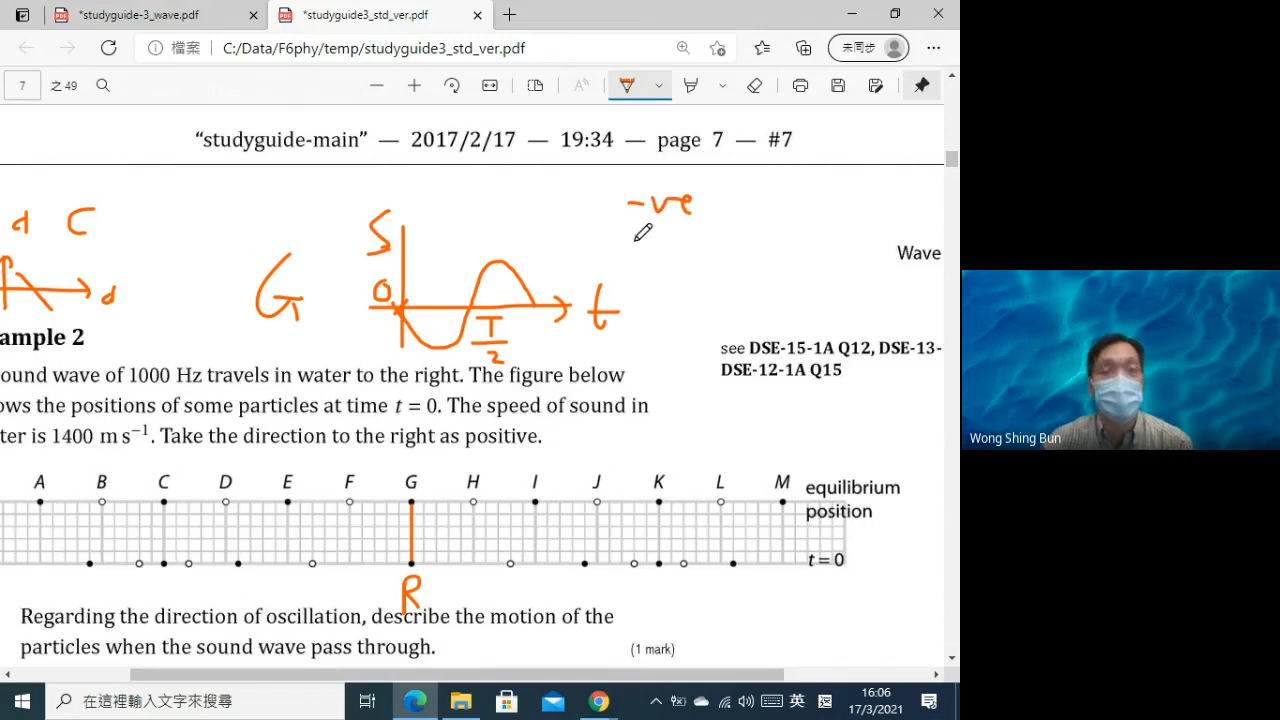 *studyguide-3_wave.pdf
*studyguide3_std_ver.pdf
檔案
C:/Data/F6phy/temp/studyguide3_std_ver.pdf
未同步
7 之 49
“studyguide-main” — 2017/2/17 — 19:34 — page 7 — #7
d C
d
G
S
0
T/2
t
-ve
Wave
ample 2
see DSE-15-1A Q12, DSE-13-
DSE-12-1A Q15
ound wave of 1000 Hz travels in water to the right. The figure below
ows the positions of some particles at time t = 0. The speed of sound in
ter is 1400 m s⁻¹. Take the direction to the right as positive.
A B C D E F G H I J K L M
equilibrium
position
t=0
R
Regarding the direction of oscillation, describe the motion of the
particles when the sound wave pass through.
(1 mark)
Wong Shing Bun
在這裡輸入文字來搜尋
英
16:06
17/3/2021